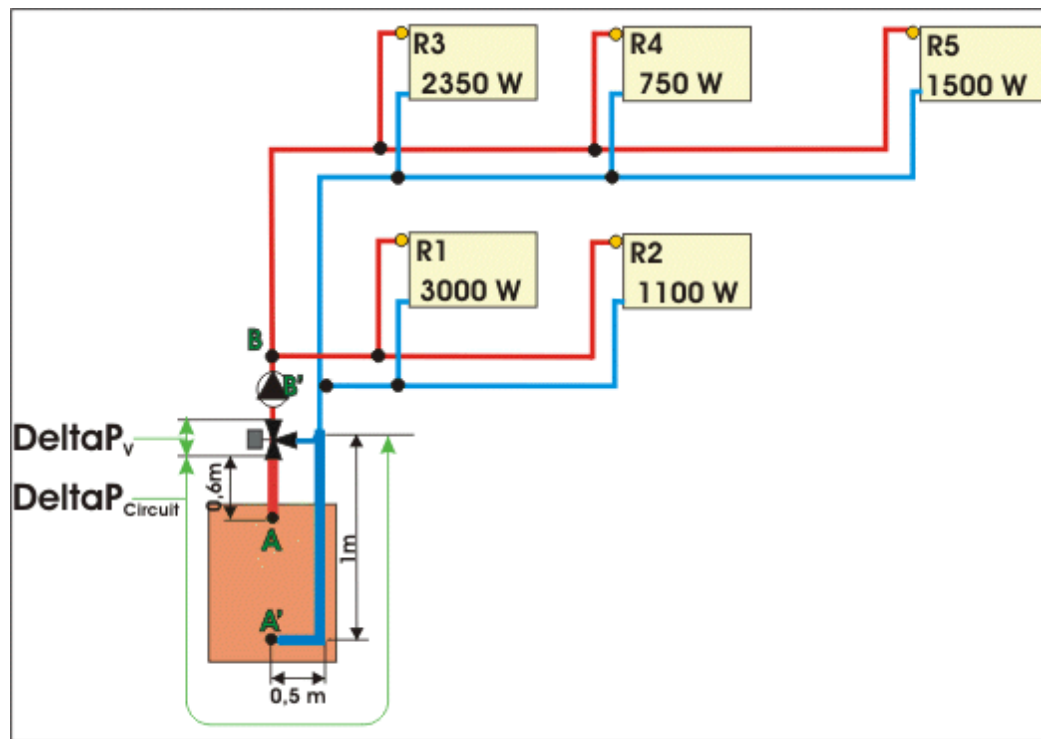 R3
2350 W
R4
750 W
R5
1500 W
R1
3000 W
R2
1100 W
B
B'
DeltaPv
DeltaPCircuit
0,6m
A
1m
A'
0,5 m